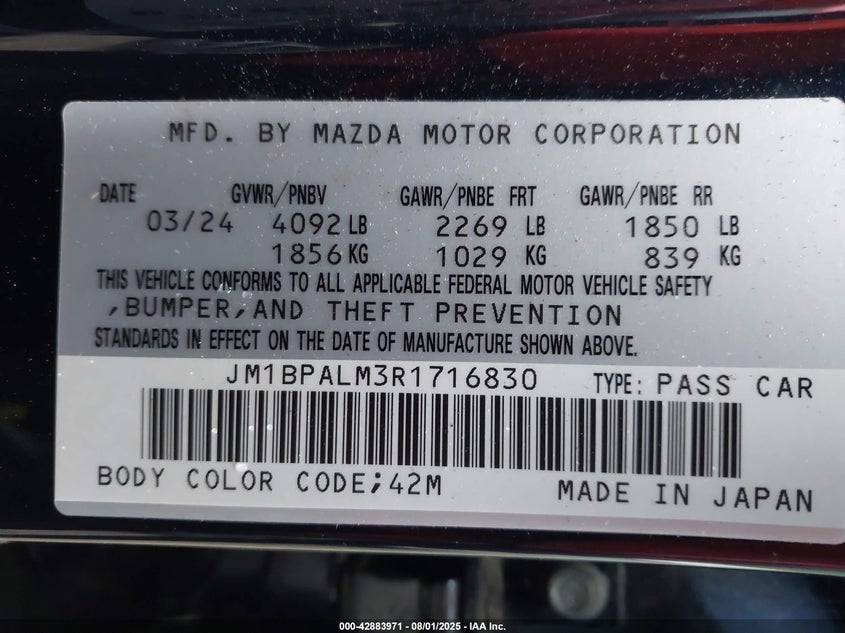 MFD. BY MAZDA MOTOR CORPORATION
DATE GVWR/PNBV GAWR/PNBE FRT GAWR/PNBE RR
03/24 4092 LB 2269 LB 1850 LB
1856 KG 1029 KG 839 KG
THIS VEHICLE CONFORMS TO ALL APPLICABLE FEDERAL MOTOR VEHICLE SAFETY
,BUMPER,AND THEFT PREVENTION
STANDARDS IN EFFECT ON THE DATE OF MANUFACTURE SHOWN ABOVE.
JM1BPALM3R1716830 TYPE: PASS CAR
BODY COLOR CODE;42M MADE IN JAPAN
000-42883971 - 08/01/2025 - IAA Inc.